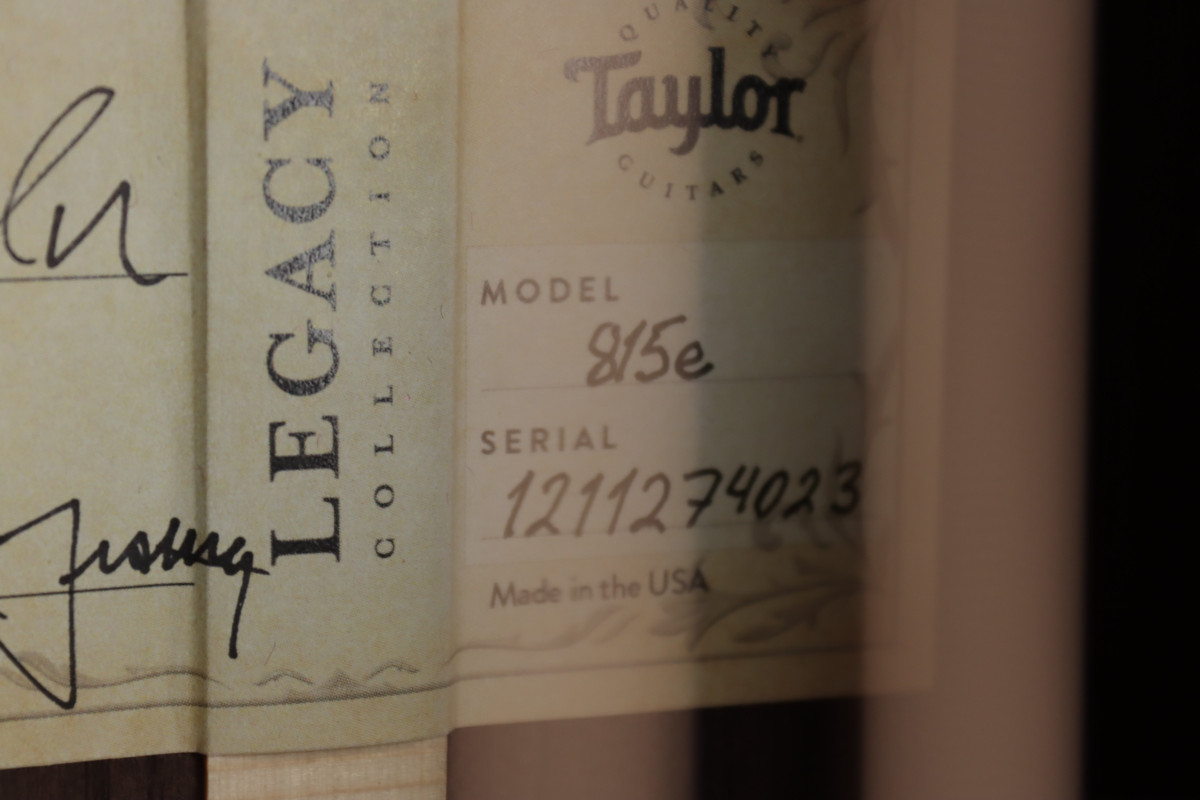 LEGACY
COLLECTION
QUALITY
Taylor
GUITARS
MODEL
815e
SERIAL
1211274023
Made in the USA